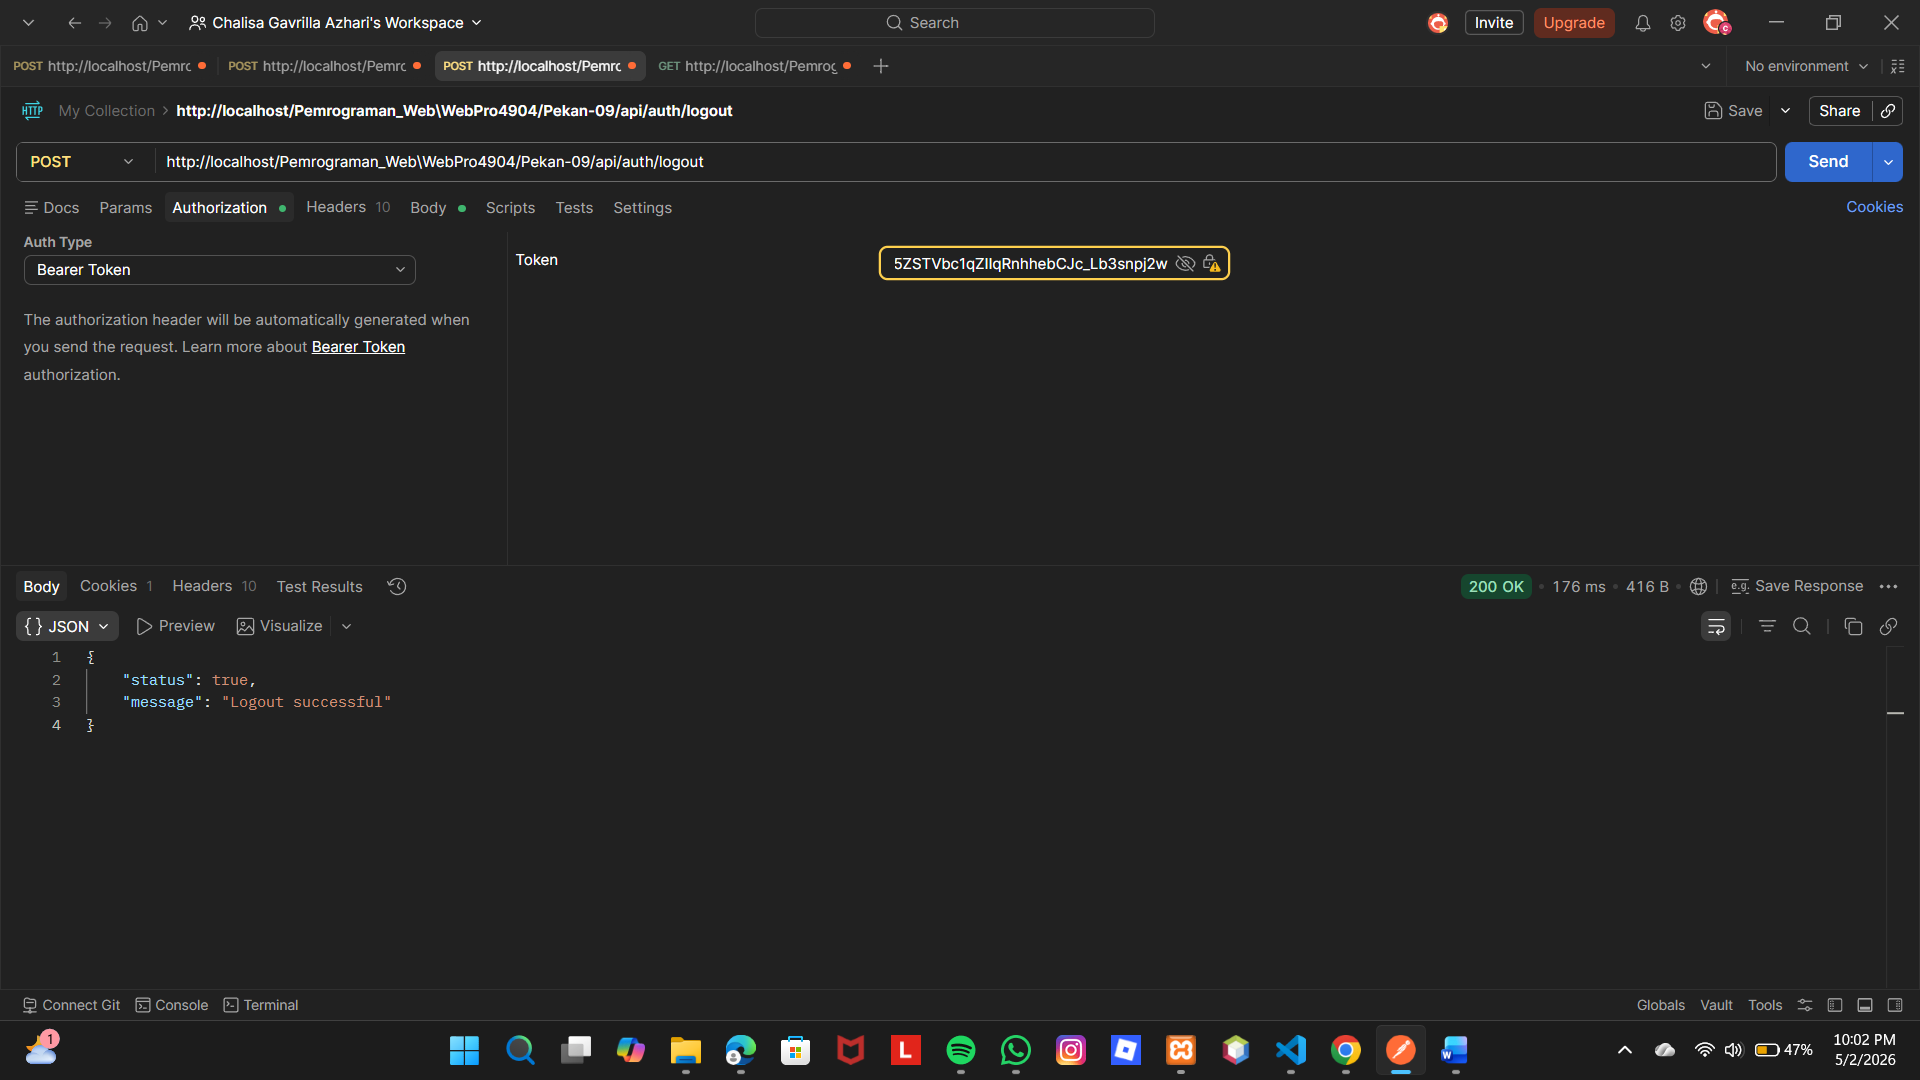 Chalisa Gavrilla Azhari's Workspace
Search
Invite
Upgrade
POST http://localhost/Pemrc
POST http://localhost/Pemrc
POST http://localhost/Pemrc
GET http://localhost/Pemrog
No environment
HTTP My Collection > http://localhost/Pemrograman_Web\WebPro4904/Pekan-09/api/auth/logout
Save
Share
POST
http://localhost/Pemrograman_Web\WebPro4904/Pekan-09/api/auth/logout
Send
Docs
Params
Authorization
Headers 10
Body
Scripts
Tests
Settings
Cookies
Auth Type
Bearer Token
The authorization header will be automatically generated when
you send the request. Learn more about Bearer Token
authorization.
Token
Body
Cookies 1
Headers 10
Test Results
200 OK
176 ms
416 B
e.g. Save Response
{} JSON
Preview
Visualize
1 {
2 "status": true,
3 "message": "Logout successful"
4 }
Connect Git
Console
Terminal
Globals
Vault
Tools
1
L
W
47%
10:02 PM
5/2/2026